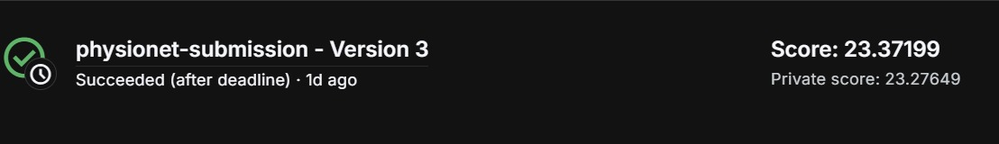 physionet-submission - Version 3
Score: 23.37199
Succeeded (after deadline) · 1d ago
Private score: 23.27649